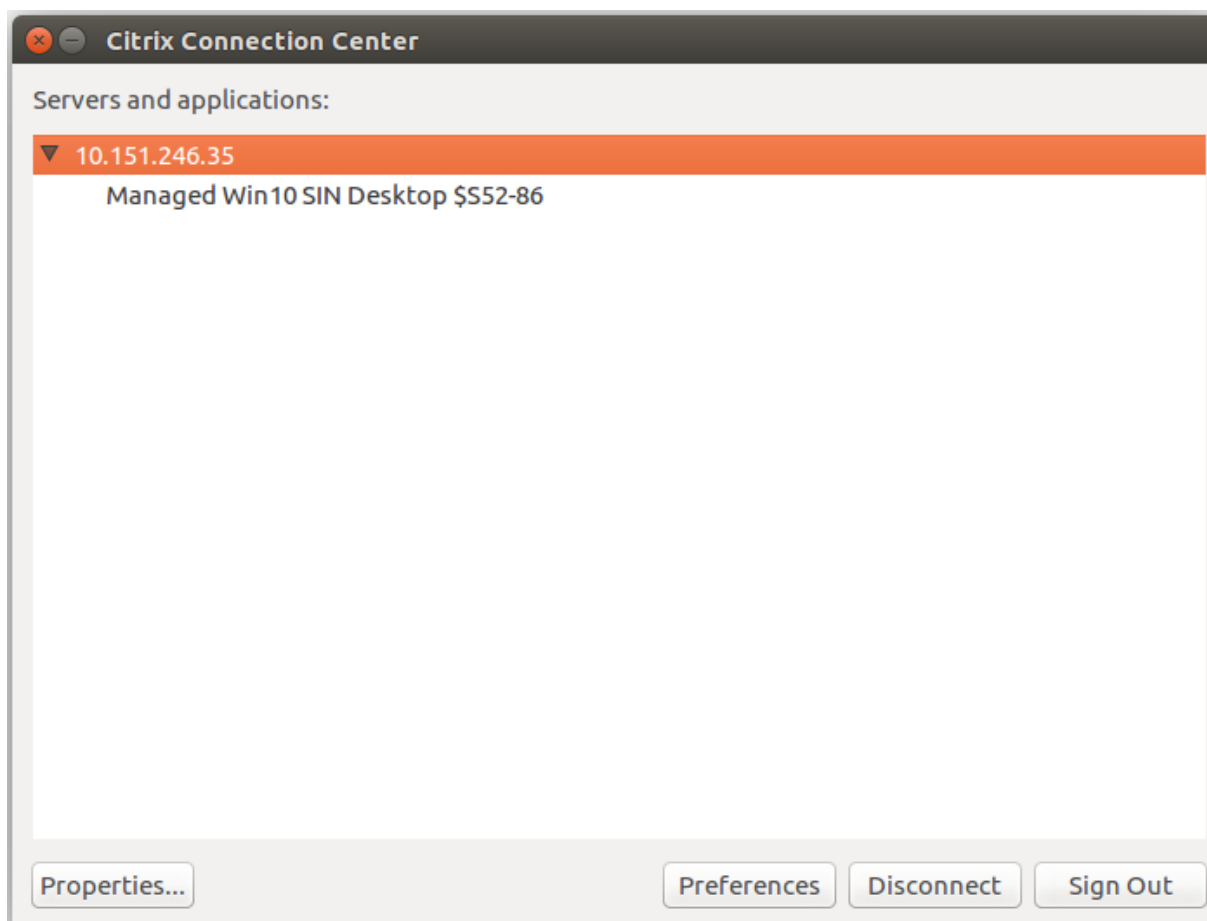 Citrix Connection Center
Servers and applications:
10.151.246.35
Managed Win10 SIN Desktop $S52-86
Properties... Preferences Disconnect Sign Out